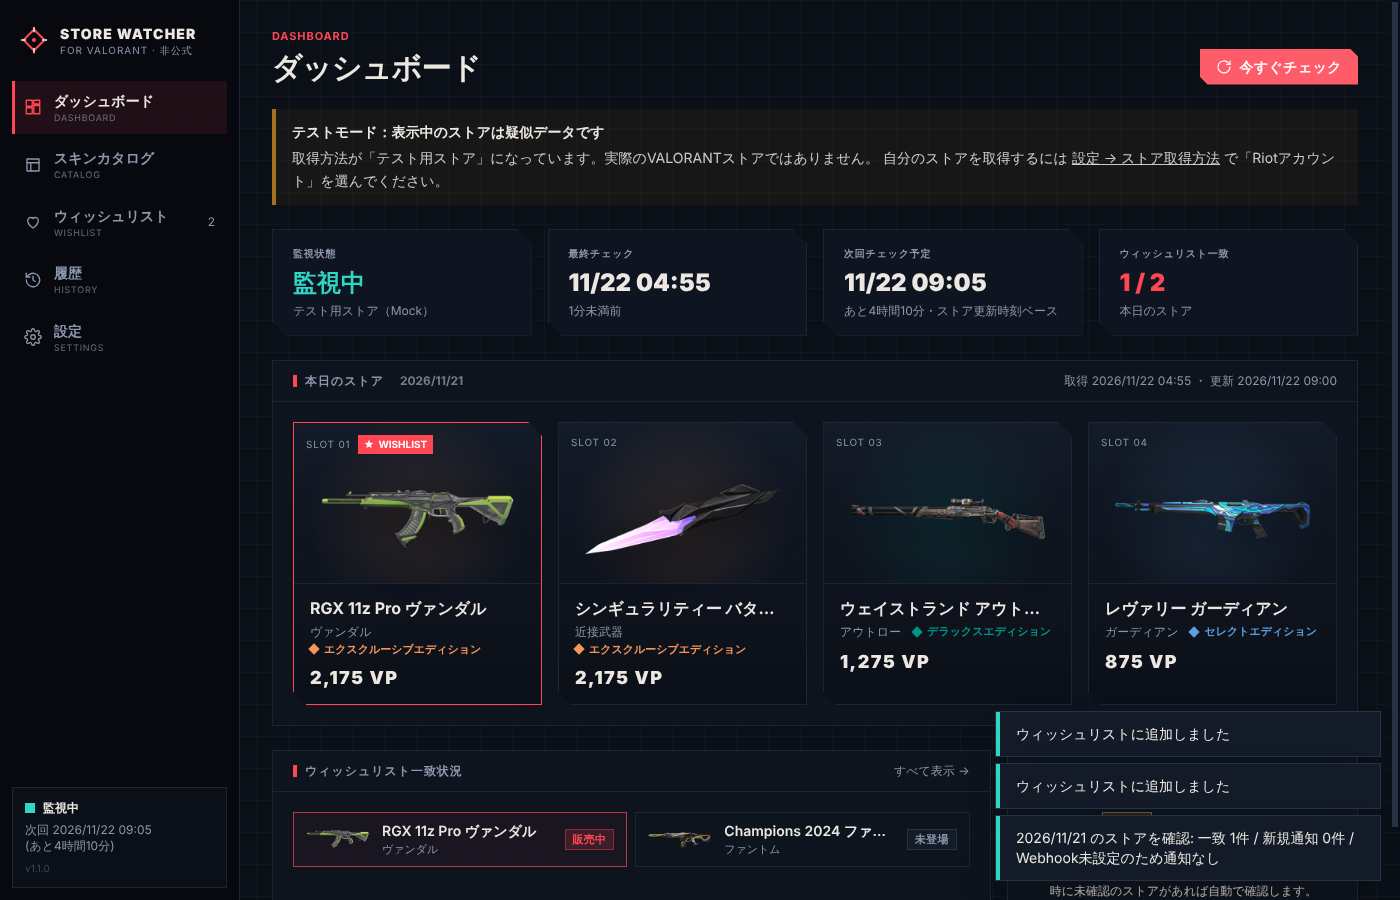 STORE WATCHER
FOR VALORANT · 非公式
ダッシュボード
DASHBOARD
スキンカタログ
CATALOG
ウィッシュリスト
WISHLIST
2
履歴
HISTORY
設定
SETTINGS
監視中
次回 2026/11/22 09:05
(あと4時間10分)
v1.1.0
DASHBOARD
ダッシュボード
今すぐチェック
テストモード：表示中のストアは疑似データです
取得方法が「テスト用ストア」になっています。実際のVALORANTストアではありません。 自分のストアを取得するには 設定 → ストア取得方法 で「Riotアカウン
ト」を選んでください。
監視状態
監視中
テスト用ストア（Mock）
最終チェック
11/22 04:55
1分未満前
次回チェック予定
11/22 09:05
あと4時間10分・ストア更新時刻ベース
ウィッシュリスト一致
1 / 2
本日のストア
本日のストア 2026/11/21
取得 2026/11/22 04:55 ・ 更新 2026/11/22 09:00
SLOT 01 ★ WISHLIST
RGX 11z Pro ヴァンダル
ヴァンダル
エクスクルーシブエディション
2,175 VP
SLOT 02
シンギュラリティー バタ…
近接武器
エクスクルーシブエディション
2,175 VP
SLOT 03
ウェイストランド アウト…
アウトロー デラックスエディション
1,275 VP
SLOT 04
レヴァリー ガーディアン
ガーディアン セレクトエディション
875 VP
ウィッシュリスト一致状況
すべて表示 →
RGX 11z Pro ヴァンダル
ヴァンダル
販売中
Champions 2024 ファ…
ファントム
未登場
ウィッシュリストに追加しました
ウィッシュリストに追加しました
2026/11/21 のストアを確認: 一致 1件 / 新規通知 0件 /
Webhook未設定のため通知なし
時に未確認のストアがあれば自動で確認します。